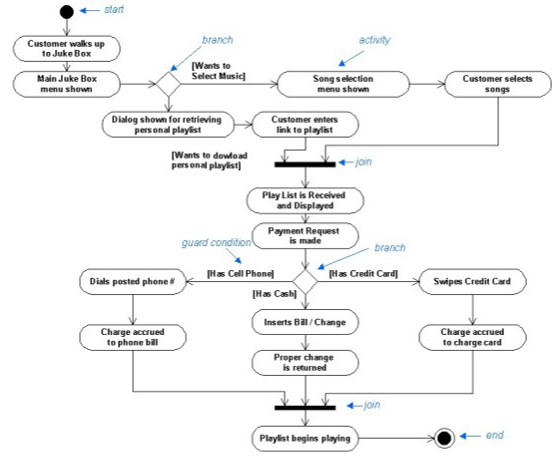 start
Customer walks up
to Juke Box
branch
activity
Main Juke Box
menu shown
[Wants to
Select Music]
Song selection
menu shown
Customer selects
songs
Dialog shown for retrieving
personal playlist
Customer enters
link to playlist
[Wants to dowload
personal playlist]
join
Play List is Received
and Displayed
Payment Request
is made
guard condition
branch
[Has Cell Phone]
[Has Credit Card]
Dials posted phone #
[Has Cash]
Swipes Credit Card
Inserts Bill / Change
Charge accrued
to phone bill
Charge accrued
to charge card
Proper change
is returned
join
Playlist begins playing
end